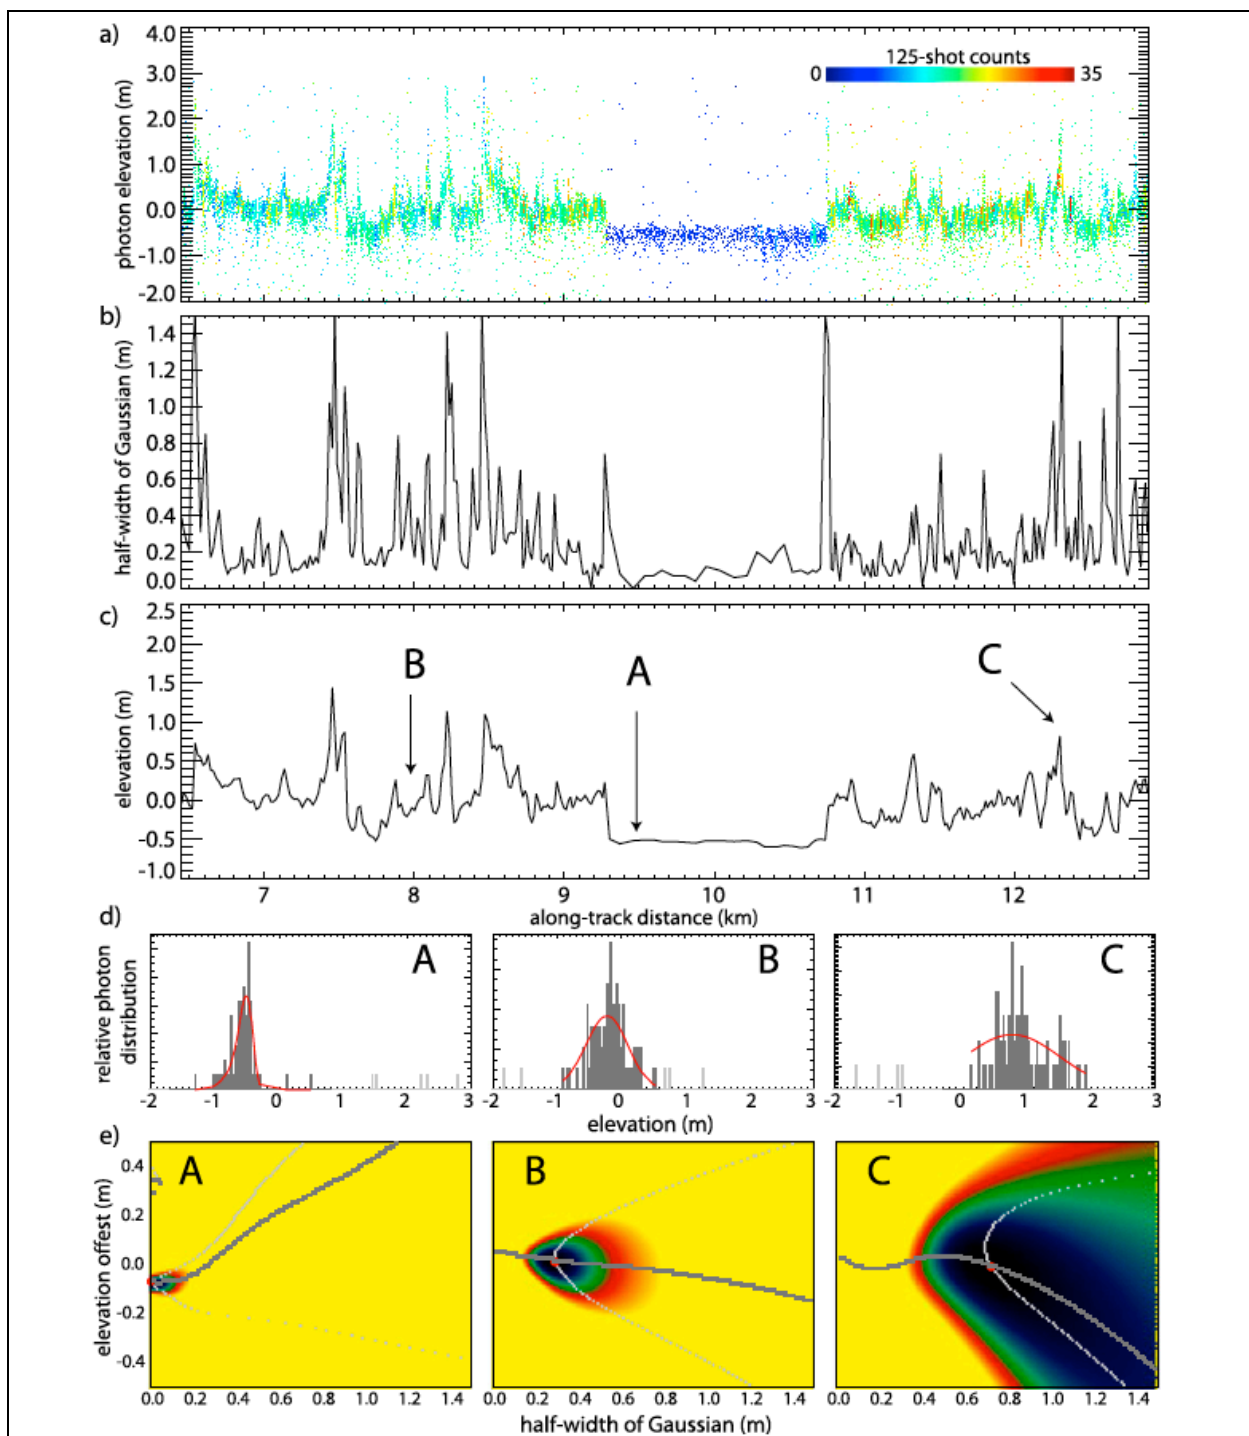 a)
125-shot counts
0 35
photon elevation (m)
4.0
3.0
2.0
1.0
0.0
-1.0
-2.0
b)
half-width of Gaussian (m)
1.4
1.2
1.0
0.8
0.6
0.4
0.2
0.0
c)
elevation (m)
2.5
2.0
1.5
1.0
0.5
0.0
-0.5
-1.0
B A C
7 8 9 10 11 12
along-track distance (km)
d)
relative photon
distribution
A B C
-2 -1 0 1 2 3 -2 -1 0 1 2 3 -2 -1 0 1 2 3
elevation (m)
e)
elevation offest (m)
A B C
0.4
0.2
0.0
-0.2
-0.4
0.0 0.2 0.4 0.6 0.8 1.0 1.2 1.4 0.0 0.2 0.4 0.6 0.8 1.0 1.2 1.4 0.0 0.2 0.4 0.6 0.8 1.0 1.2 1.4
half-width of Gaussian (m)